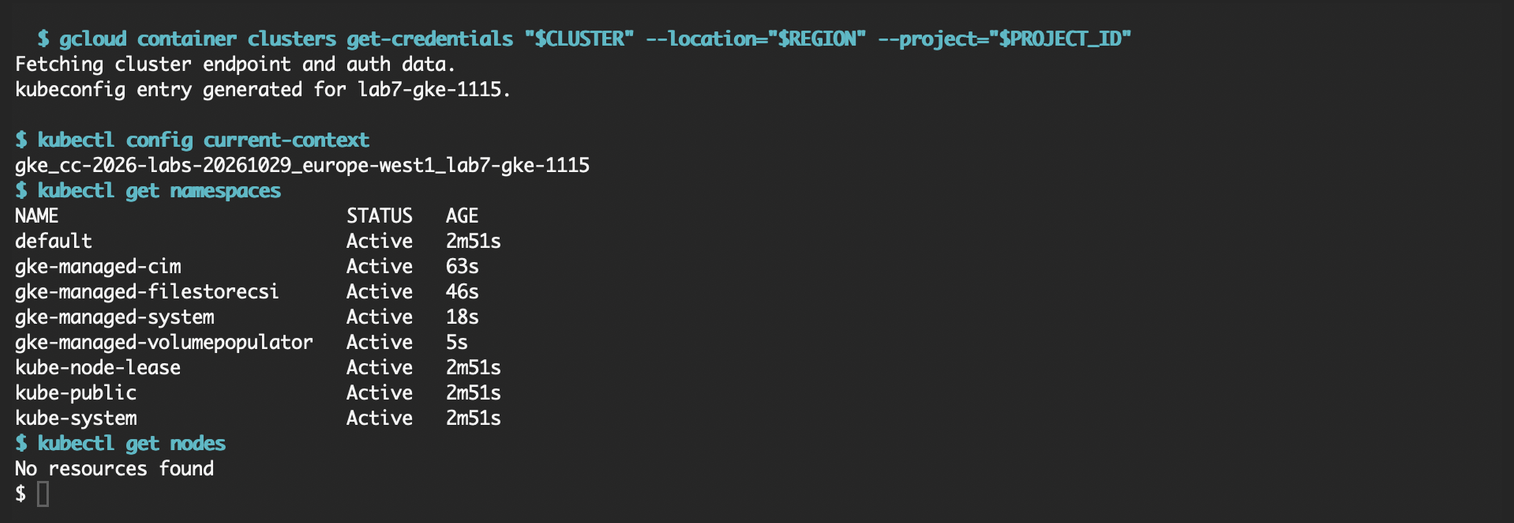 $ gcloud container clusters get-credentials "$CLUSTER" --location="$REGION" --project="$PROJECT_ID"
Fetching cluster endpoint and auth data.
kubeconfig entry generated for lab7-gke-1115.
$ kubectl config current-context
gke_cc-2026-labs-20261029_europe-west1_lab7-gke-1115
$ kubectl get namespaces
NAME STATUS AGE
default Active 2m51s
gke-managed-cim Active 63s
gke-managed-filestorecsi Active 46s
gke-managed-system Active 18s
gke-managed-volumepopulator Active 5s
kube-node-lease Active 2m51s
kube-public Active 2m51s
kube-system Active 2m51s
$ kubectl get nodes
No resources found
$